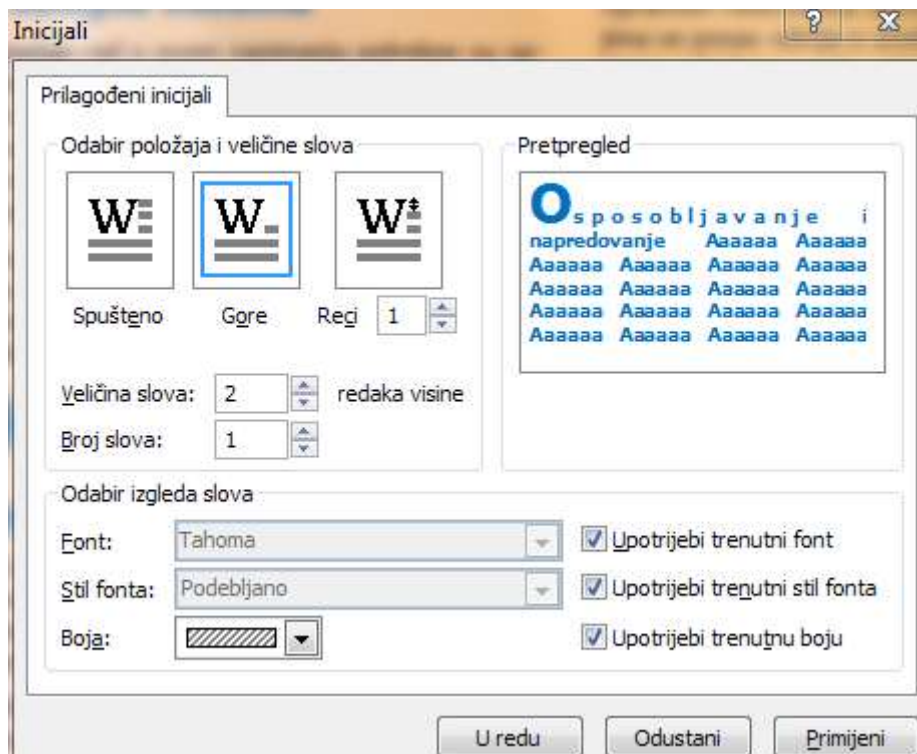 Inicijali
Prilagođeni inicijali
Odabir položaja i veličine slova
W W W
Spušteno Gore Reci 1
Veličina slova: 2 redaka visine
Broj slova: 1
Pretpregled
Osposobljavanje i
napredovanje Aaaaaa Aaaaaa
Aaaaaa Aaaaaa Aaaaaa Aaaaaa
Aaaaaa Aaaaaa Aaaaaa Aaaaaa
Aaaaaa Aaaaaa Aaaaaa Aaaaaa
Aaaaaa Aaaaaa Aaaaaa Aaaaaa
Odabir izgleda slova
Font: Tahoma Upotrijebi trenutni font
Stil fonta: Podebljano Upotrijebi trenutni stil fonta
Boja: Upotrijebi trenutnu boju
U redu Odustani Primijeni